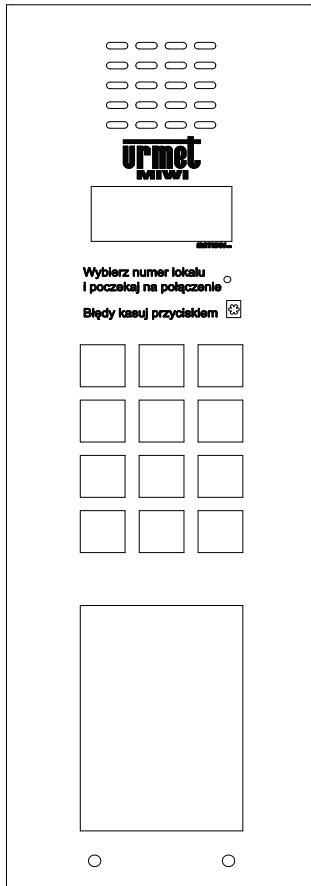 urmet
MIWI
Wybierz numer lokalu
i poczekaj na połączenie
Błędy kasuj przyciskiem